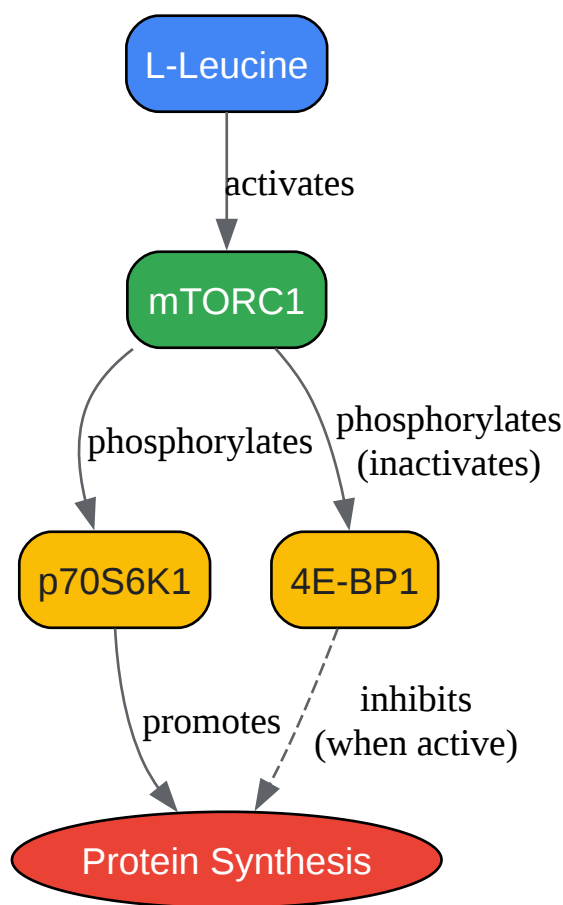 L-Leucine
activates
mTORC1
phosphorylates
phosphorylates
(inactivates)
p70S6K1
4E-BP1
promotes
inhibits
(when active)
Protein Synthesis